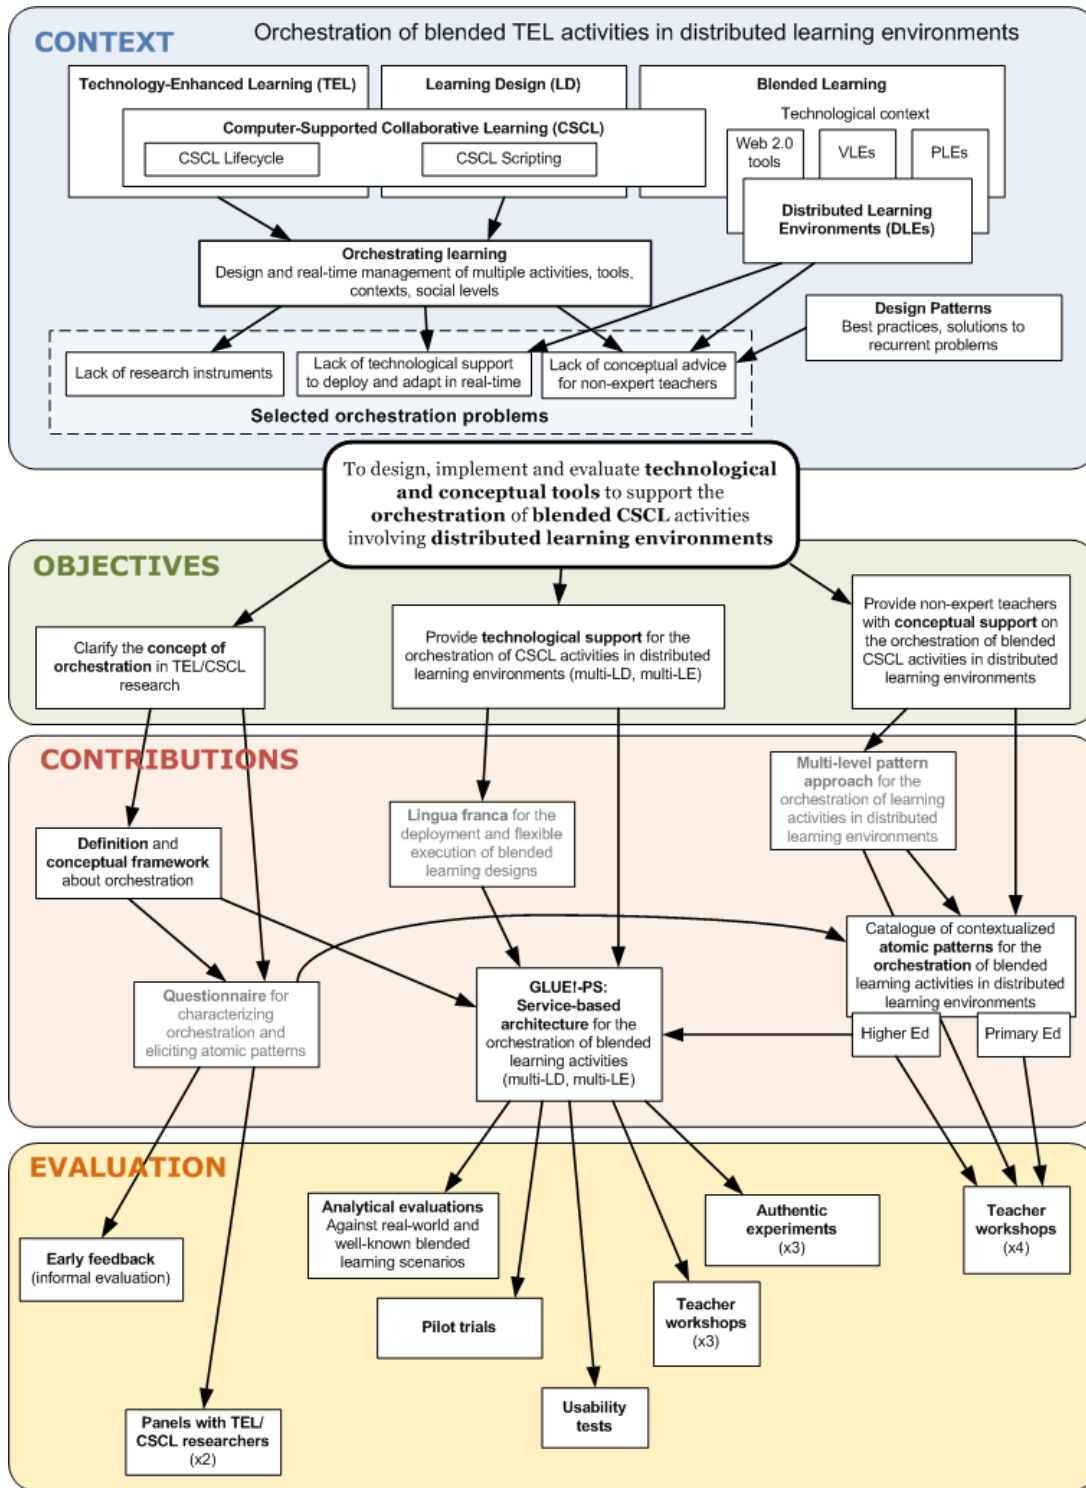 CONTEXT
Orchestration of blended TEL activities in distributed learning environments
Technology-Enhanced Learning (TEL)
Learning Design (LD)
Blended Learning
Technological context
Computer-Supported Collaborative Learning (CSCL)
CSCL Lifecycle
CSCL Scripting
Web 2.0
tools
VLEs
PLEs
Distributed Learning
Environments (DLEs)
Orchestrating learning
Design and real-time management of multiple activities, tools,
contexts, social levels
Design Patterns
Best practices, solutions to
recurrent problems
Lack of research instruments
Lack of technological support
to deploy and adapt in real-time
Lack of conceptual advice
for non-expert teachers
Selected orchestration problems
To design, implement and evaluate technological
and conceptual tools to support the
orchestration of blended CSCL activities
involving distributed learning environments
OBJECTIVES
Clarify the concept of
orchestration in TEL/CSCL
research
Provide technological support for the
orchestration of CSCL activities in distributed
learning environments (multi-LD, multi-LE)
Provide non-expert teachers
with conceptual support on
the orchestration of blended
CSCL activities in distributed
learning environments
CONTRIBUTIONS
Multi-level pattern
approach for the
orchestration of learning
activities in distributed
learning environments
Lingua franca for the
deployment and flexible
execution of blended
learning designs
Definition and
conceptual framework
about orchestration
Catalogue of contextualized
atomic patterns for the
orchestration of blended
learning activities in distributed
learning environments
Higher Ed
Primary Ed
Questionnaire for
characterizing
orchestration and
eliciting atomic patterns
GLUE!-PS:
Service-based
architecture for the
orchestration of blended
learning activities
(multi-LD, multi-LE)
EVALUATION
Early feedback
(informal evaluation)
Analytical evaluations
Against real-world and
well-known blended
learning scenarios
Authentic
experiments
(x3)
Teacher
workshops
(x4)
Pilot trials
Teacher
workshops
(x3)
Usability
tests
Panels with TEL/
CSCL researchers
(x2)